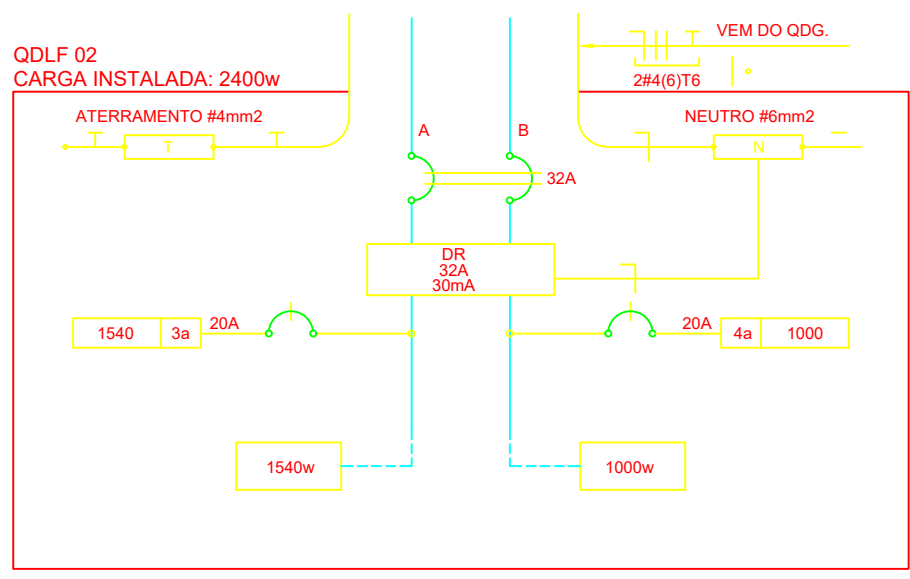 VEM DO QDG.
QDLF 02
CARGA INSTALADA: 2400w
2#4(6)T6
ATERRAMENTO #4mm2
NEUTRO #6mm2
T
A
B
N
32A
DR
32A
30mA
1540 3a 20A
20A 4a 1000
1540w
1000w